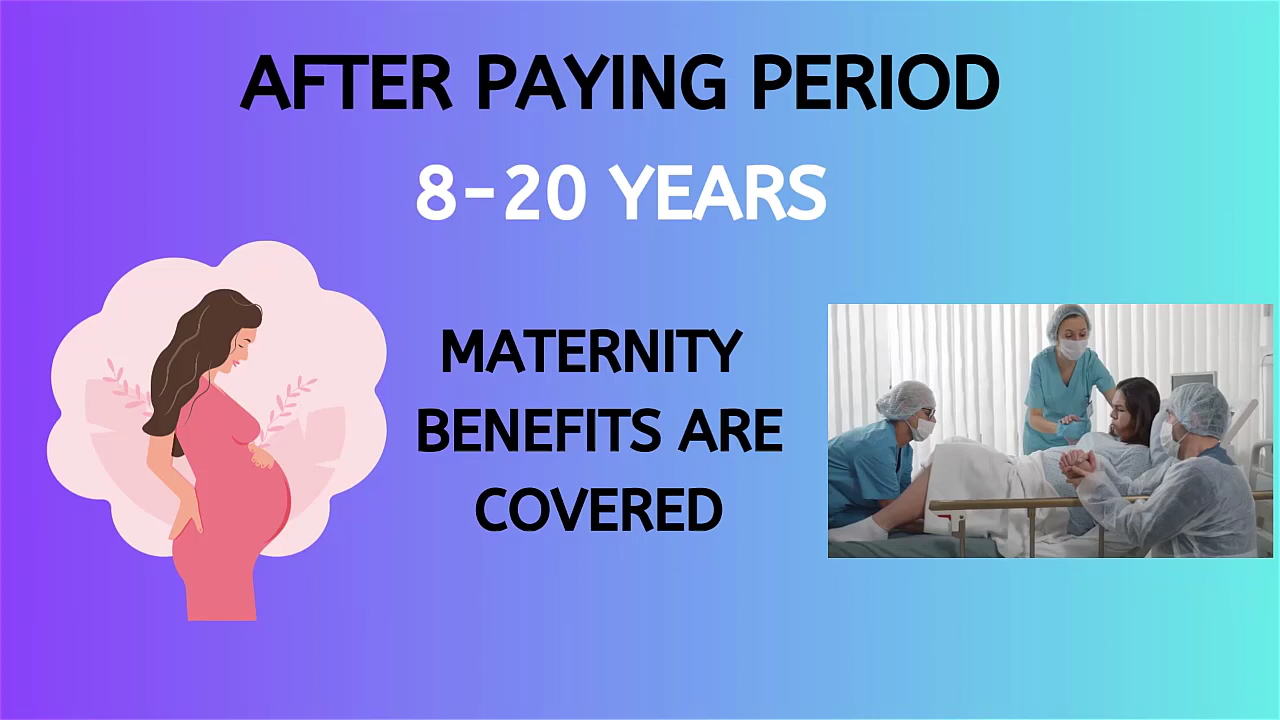 AFTER PAYING PERIOD
8-20 YEARS
MATERNITY
BENEFITS ARE
COVERED